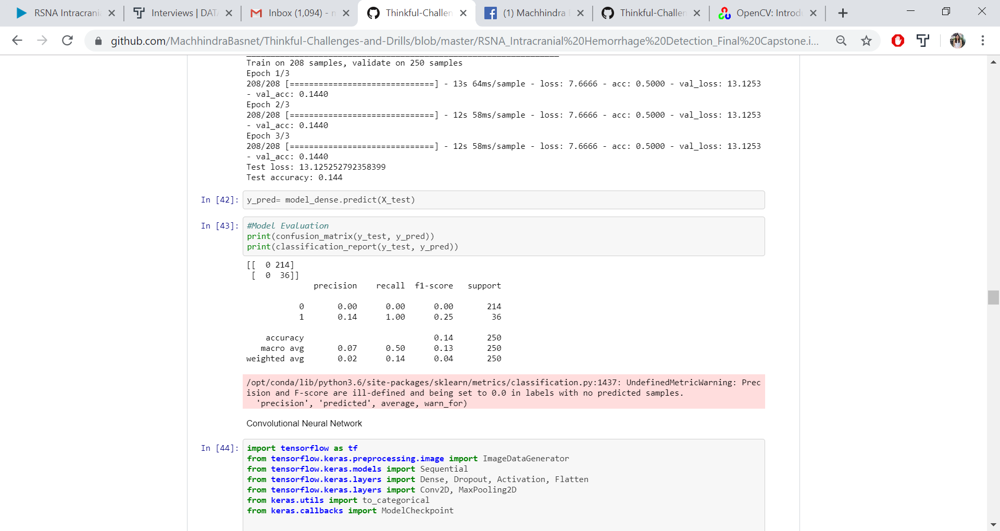 RSNA Intracrani
Interviews | DATA
Inbox (1,094) - m
Thinkful-Challen
(1) Machhindra B
Thinkful-Challen
OpenCV: Introdu
github.com/MachhindraBasnet/Thinkful-Challenges-and-Drills/blob/master/RSNA_Intracranial%20Hemorrhage%20Detection_Final%20Capstone.i...
Train on 208 samples, validate on 250 samples
Epoch 1/3
208/208 [==============================] - 13s 64ms/sample - loss: 7.6666 - acc: 0.5000 - val_loss: 13.1253
- val_acc: 0.1440
Epoch 2/3
208/208 [==============================] - 12s 58ms/sample - loss: 7.6666 - acc: 0.5000 - val_loss: 13.1253
- val_acc: 0.1440
Epoch 3/3
208/208 [==============================] - 12s 58ms/sample - loss: 7.6666 - acc: 0.5000 - val_loss: 13.1253
- val_acc: 0.1440
Test loss: 13.125252792358399
Test accuracy: 0.144
In [42]: y_pred= model_dense.predict(X_test)
In [43]: #Model Evaluation
print(confusion_matrix(y_test, y_pred))
print(classification_report(y_test, y_pred))
[[  0 214]
 [  0  36]]
              precision    recall  f1-score   support
           0       0.00      0.00      0.00       214
           1       0.14      1.00      0.25        36
    accuracy                           0.14       250
   macro avg       0.07      0.50      0.13       250
weighted avg       0.02      0.14      0.04       250
/opt/conda/lib/python3.6/site-packages/sklearn/metrics/classification.py:1437: UndefinedMetricWarning: Prec
ision and F-score are ill-defined and being set to 0.0 in labels with no predicted samples.
  'precision', 'predicted', average, warn_for)
Convolutional Neural Network
In [44]: import tensorflow as tf
from tensorflow.keras.preprocessing.image import ImageDataGenerator
from tensorflow.keras.models import Sequential
from tensorflow.keras.layers import Dense, Dropout, Activation, Flatten
from tensorflow.keras.layers import Conv2D, MaxPooling2D
from keras.utils import to_categorical
from keras.callbacks import ModelCheckpoint